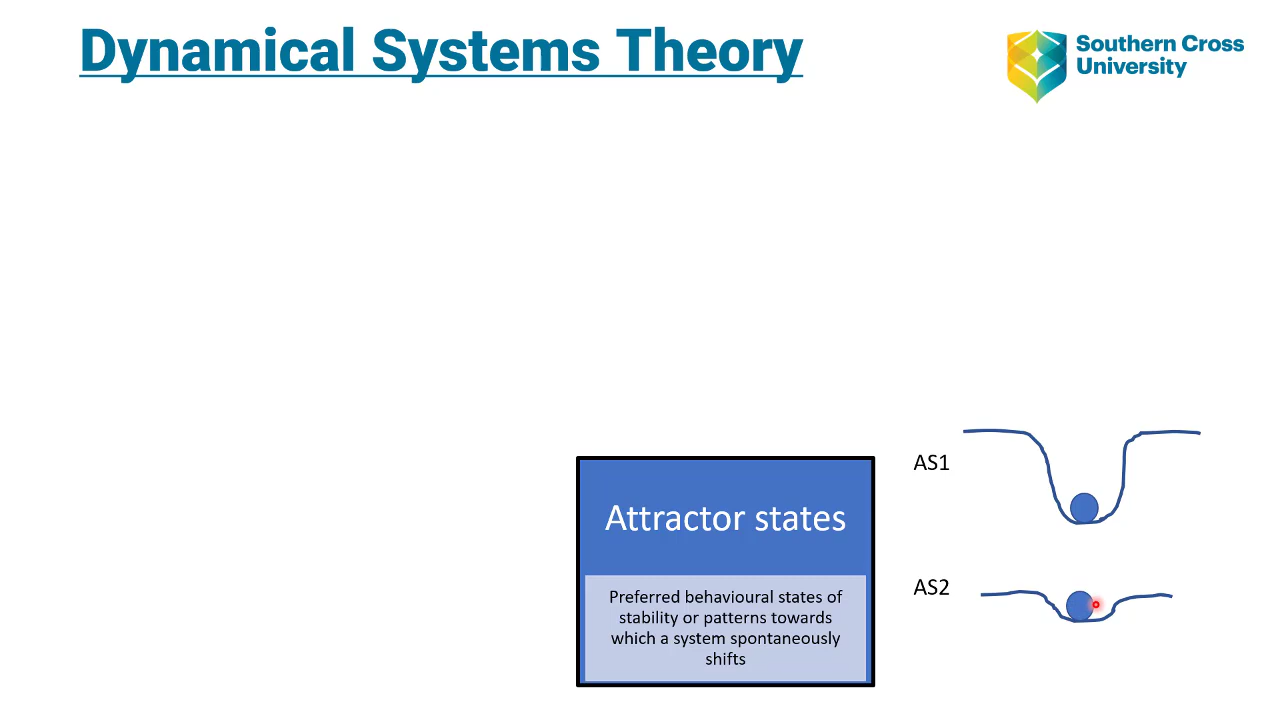 Dynamical Systems Theory
Southern Cross
University
AS1
Attractor states
AS2
Preferred behavioural states of
stability or patterns towards
which a system spontaneously
shifts